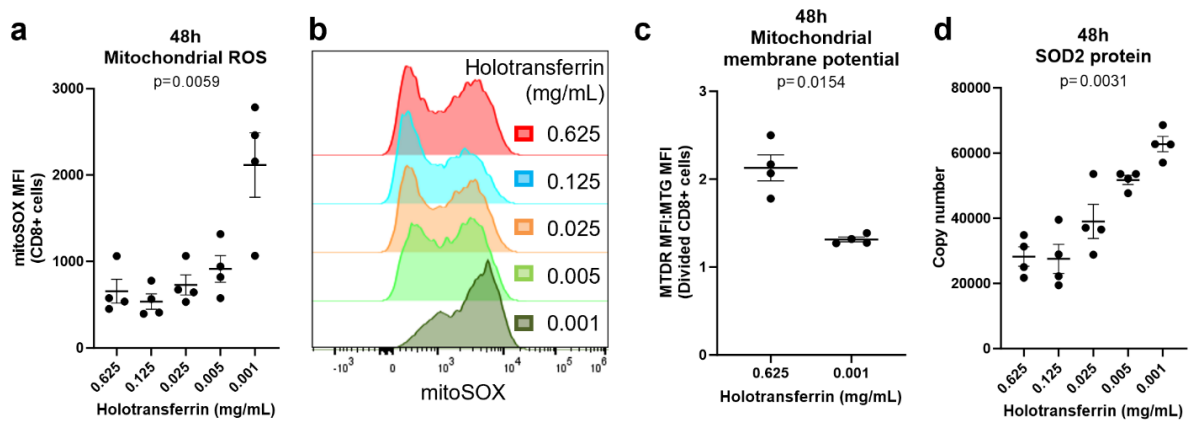 a
48h
Mitochondrial ROS
p=0.0059
mitoSOX MFI
(CD8+ cells)
3000
2000
1000
0
0.625
0.125
0.025
0.005
0.001
Holotransferrin (mg/mL)
b
Holotransferrin
(mg/mL)
0.625
0.125
0.025
0.005
0.001
-10³
0
10³
10⁴
10⁵
10⁶
mitoSOX
c
48h
Mitochondrial
membrane potential
p=0.0154
MTDR MFI:MTG MFI
(Divided CD8+ cells)
3
2
1
0
0.625
0.001
Holotransferrin (mg/mL)
d
48h
SOD2 protein
p=0.0031
Copy number
80000
60000
40000
20000
0
0.625
0.125
0.025
0.005
0.001
Holotransferrin (mg/mL)